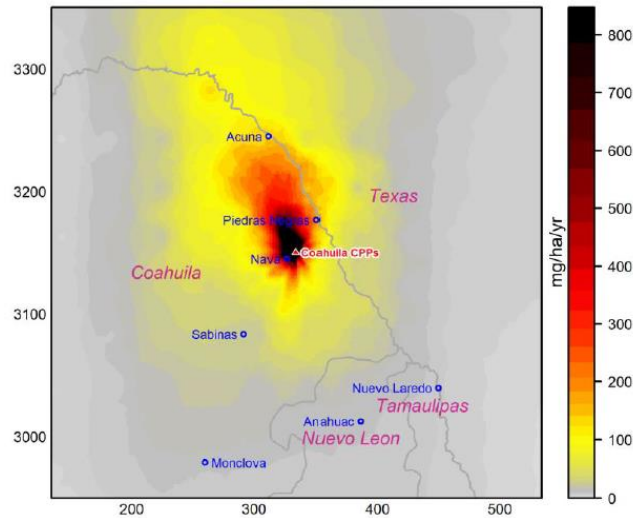 3300
3200
3100
3000
200
300
400
500
Acuna
Texas
Piedras Negras
Coahuila CPPs
Nava
Coahuila
Sabinas
Nuevo Laredo
Tamaulipas
Anahuac
Nuevo Leon
Monclova
800
700
600
500
400
300
200
100
0
mg/ha/yr